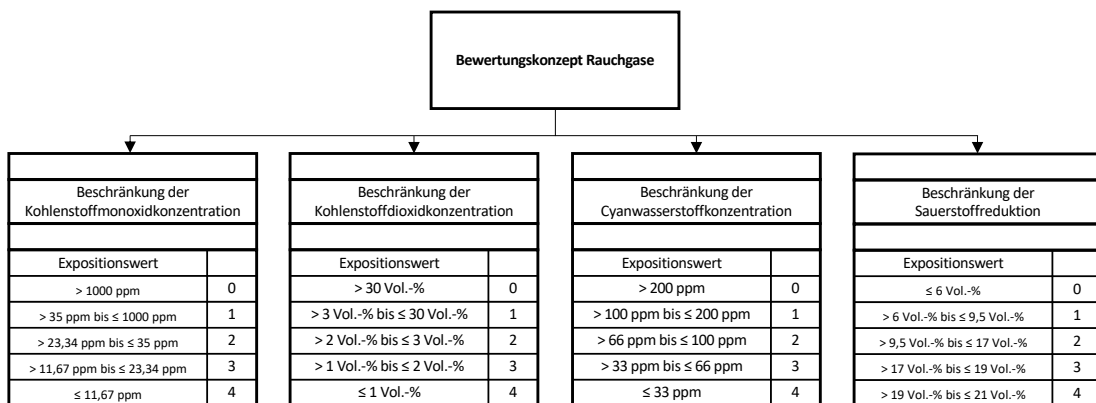 Bewertungskonzept Rauchgase
Beschränkung der
Kohlenstoffmonoxidkonzentration
Expositionswert
> 1000 ppm 0
> 35 ppm bis ≤ 1000 ppm 1
> 23,34 ppm bis ≤ 35 ppm 2
> 11,67 ppm bis ≤ 23,34 ppm 3
≤ 11,67 ppm 4
Beschränkung der
Kohlenstoffdioxidkonzentration
Expositionswert
> 30 Vol.-% 0
> 3 Vol.-% bis ≤ 30 Vol.-% 1
> 2 Vol.-% bis ≤ 3 Vol.-% 2
> 1 Vol.-% bis ≤ 2 Vol.-% 3
≤ 1 Vol.-% 4
Beschränkung der
Cyanwasserstoffkonzentration
Expositionswert
> 200 ppm 0
> 100 ppm bis ≤ 200 ppm 1
> 66 ppm bis ≤ 100 ppm 2
> 33 ppm bis ≤ 66 ppm 3
≤ 33 ppm 4
Beschränkung der
Sauerstoffreduktion
Expositionswert
≤ 6 Vol.-% 0
> 6 Vol.-% bis ≤ 9,5 Vol.-% 1
> 9,5 Vol.-% bis ≤ 17 Vol.-% 2
> 17 Vol.-% bis ≤ 19 Vol.-% 3
> 19 Vol.-% bis ≤ 21 Vol.-% 4